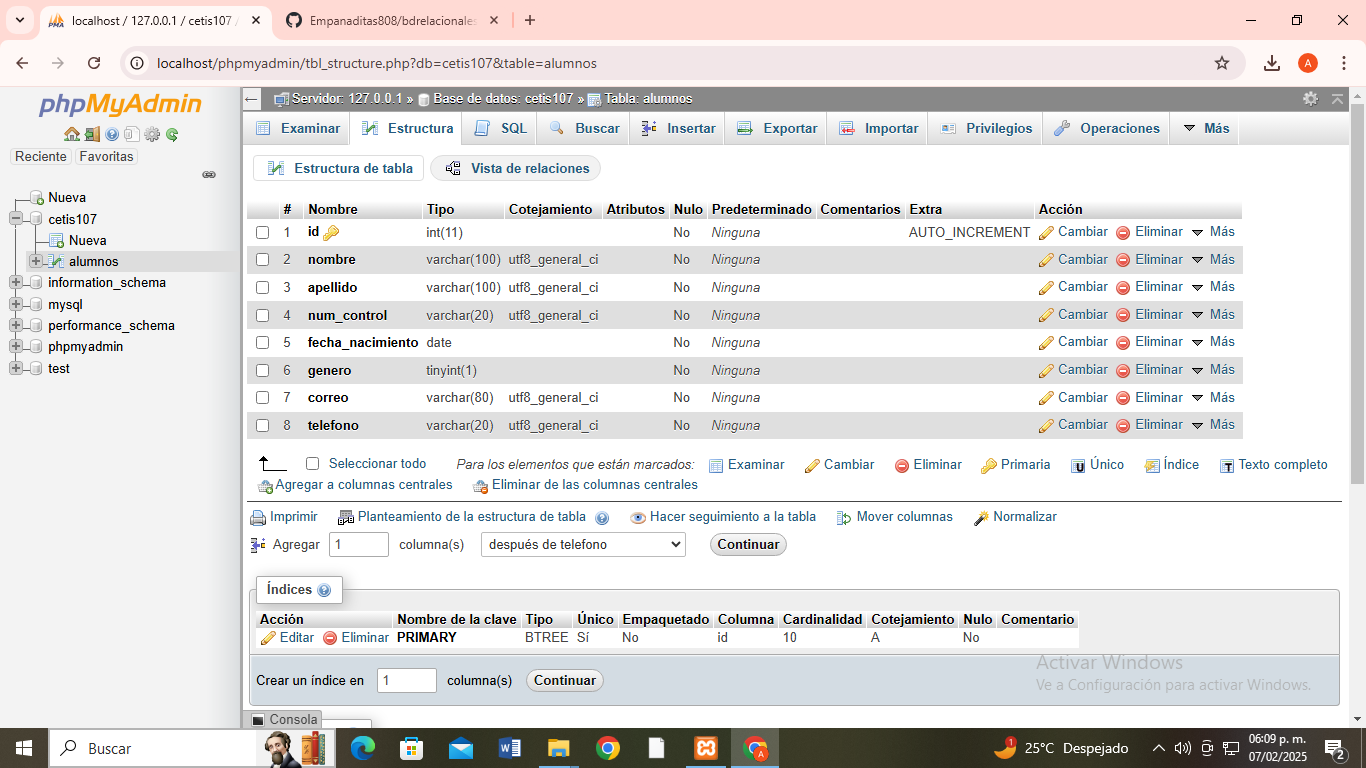 localhost / 127.0.0.1 / cetis107 /
Empanaditas808/bdrelacionales
localhost/phpmyadmin/tbl_structure.php?db=cetis107&table=alumnos
A
phpMyAdmin
Reciente Favoritas
Nueva
cetis107
Nueva
alumnos
information_schema
mysql
performance_schema
phpmyadmin
test
Servidor: 127.0.0.1 » Base de datos: cetis107 » Tabla: alumnos
Examinar Estructura SQL Buscar Insertar Exportar Importar Privilegios Operaciones Más
Estructura de tabla Vista de relaciones
# Nombre Tipo Cotejamiento Atributos Nulo Predeterminado Comentarios Extra Acción
1 id int(11) No Ninguna AUTO_INCREMENT Cambiar Eliminar Más
2 nombre varchar(100) utf8_general_ci No Ninguna Cambiar Eliminar Más
3 apellido varchar(100) utf8_general_ci No Ninguna Cambiar Eliminar Más
4 num_control varchar(20) utf8_general_ci No Ninguna Cambiar Eliminar Más
5 fecha_nacimiento date No Ninguna Cambiar Eliminar Más
6 genero tinyint(1) No Ninguna Cambiar Eliminar Más
7 correo varchar(80) utf8_general_ci No Ninguna Cambiar Eliminar Más
8 telefono varchar(20) utf8_general_ci No Ninguna Cambiar Eliminar Más
Seleccionar todo Para los elementos que están marcados: Examinar Cambiar Eliminar Primaria Único Índice Texto completo
Agregar a columnas centrales Eliminar de las columnas centrales
Imprimir Planteamiento de la estructura de tabla Hacer seguimiento a la tabla Mover columnas Normalizar
Agregar 1 columna(s) después de telefono Continuar
Índices
Acción Nombre de la clave Tipo Único Empaquetado Columna Cardinalidad Cotejamiento Nulo Comentario
Editar Eliminar PRIMARY BTREE Sí No id 10 A No
Crear un índice en 1 columna(s) Continuar
Activar Windows
Ve a Configuración para activar Windows.
Consola
Buscar
25°C Despejado
06:09 p. m.
07/02/2025
2